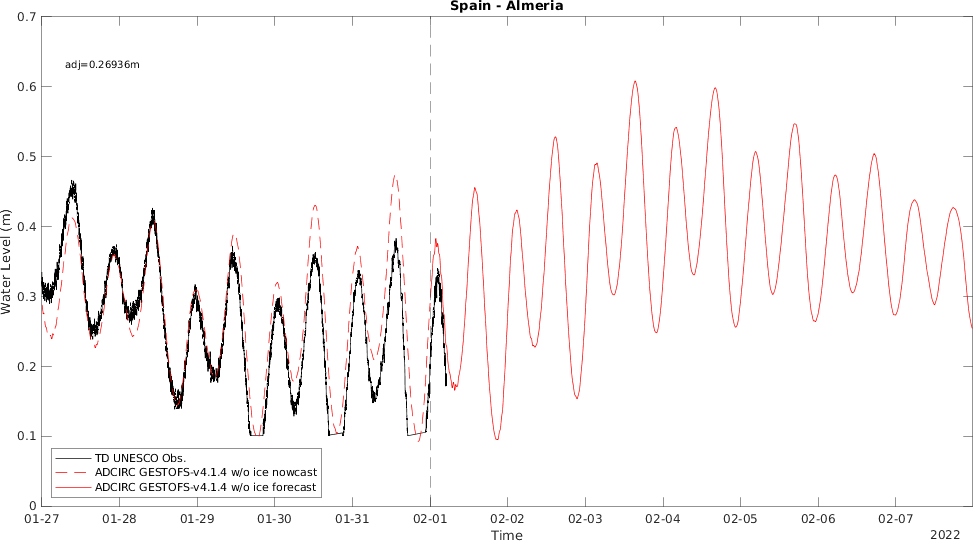 Spain - Almeria
adj=0.26936m
Water Level (m)
0.7
0.6
0.5
0.4
0.3
0.2
0.1
0
TD UNESCO Obs.
ADCIRC GESTOFS-v4.1.4 w/o ice nowcast
ADCIRC GESTOFS-v4.1.4 w/o ice forecast
01-27 01-28 01-29 01-30 01-31 02-01 02-02 02-03 02-04 02-05 02-06 02-07
Time
2022